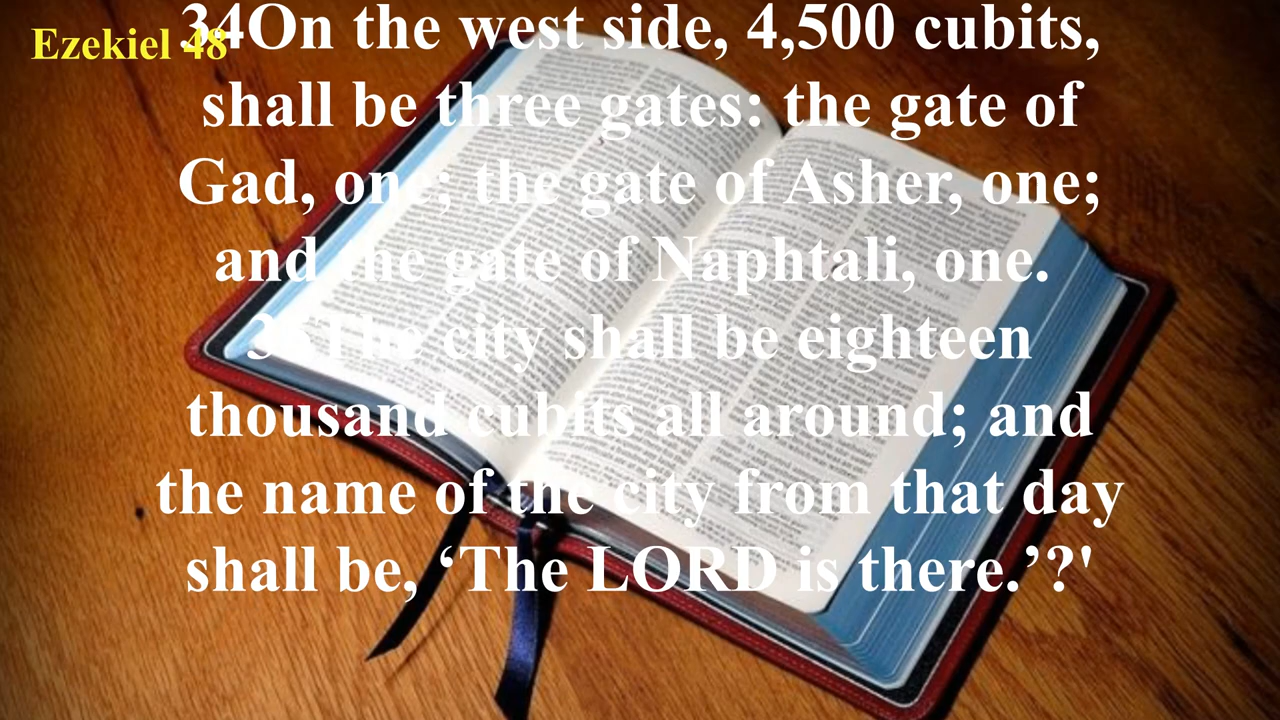 Ezekiel 48
34On the west side, 4,500 cubits,
shall be three gates: the gate of
Gad, one; the gate of Asher, one;
and the gate of Naphtali, one.
35The city shall be eighteen
thousand cubits all around; and
the name of the city from that day
shall be, ‘The LORD is there.’?'